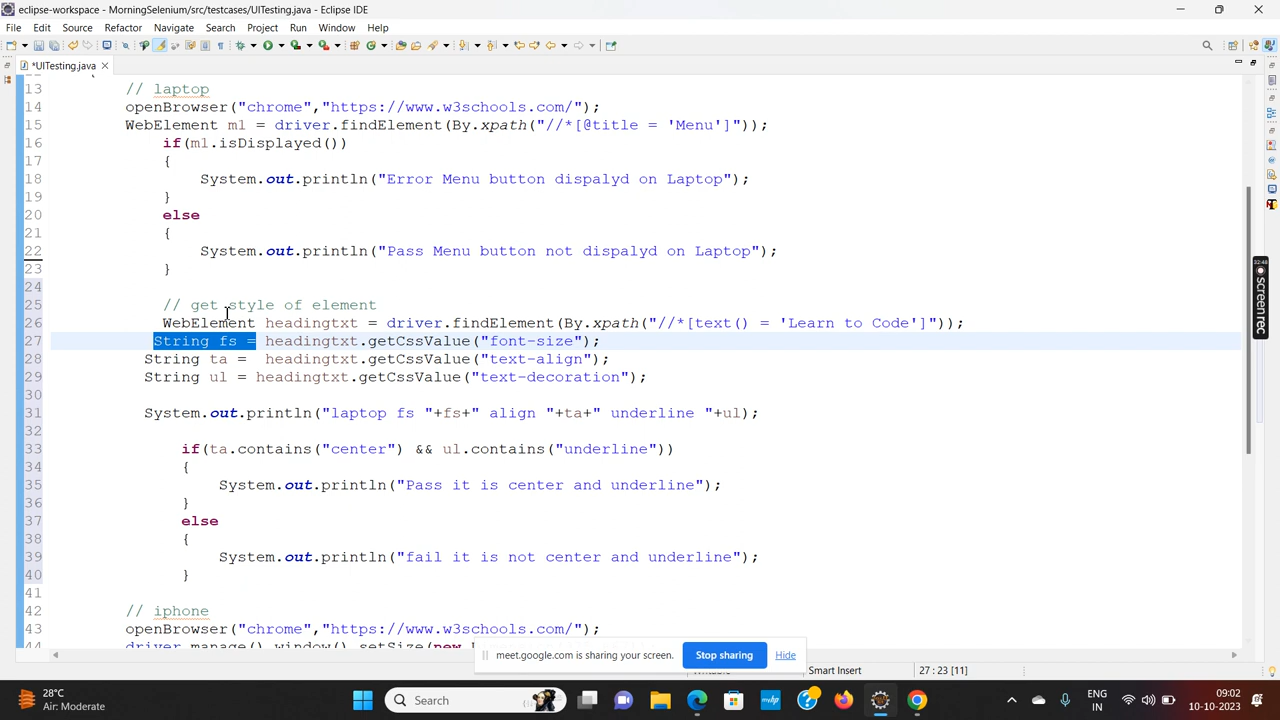 eclipse-workspace - MorningSelenium/src/testcases/UITesting.java - Eclipse IDE
File Edit Source Refactor Navigate Search Project Run Window Help
*UITesting.java
13 // laptop
14 openBrowser("chrome","https://www.w3schools.com/");
15 WebElement m1 = driver.findElement(By.xpath("//*[@title = 'Menu']"));
16 if(m1.isDisplayed())
17 {
18 System.out.println("Error Menu button dispalyd on Laptop");
19 }
20 else
21 {
22 System.out.println("Pass Menu button not dispalyd on Laptop");
23 }
24
25 // get style of element
26 WebElement headingtxt = driver.findElement(By.xpath("//*[text() = 'Learn to Code']"));
27 String fs = headingtxt.getCssValue("font-size");
28 String ta = headingtxt.getCssValue("text-align");
29 String ul = headingtxt.getCssValue("text-decoration");
30
31 System.out.println("laptop fs "+fs+" align "+ta+" underline "+ul);
32
33 if(ta.contains("center") && ul.contains("underline"))
34 {
35 System.out.println("Pass it is center and underline");
36 }
37 else
38 {
39 System.out.println("fail it is not center and underline");
40 }
41
42 // iphone
43 openBrowser("chrome","https://www.w3schools.com/");
driver.manage().window().setSize(new
32:48
screenrec
meet.google.com is sharing your screen. Stop sharing Hide
Smart Insert 27 : 23 [11]
28°C
Air: Moderate
Search
ENG
IN
09:02
10-10-2023